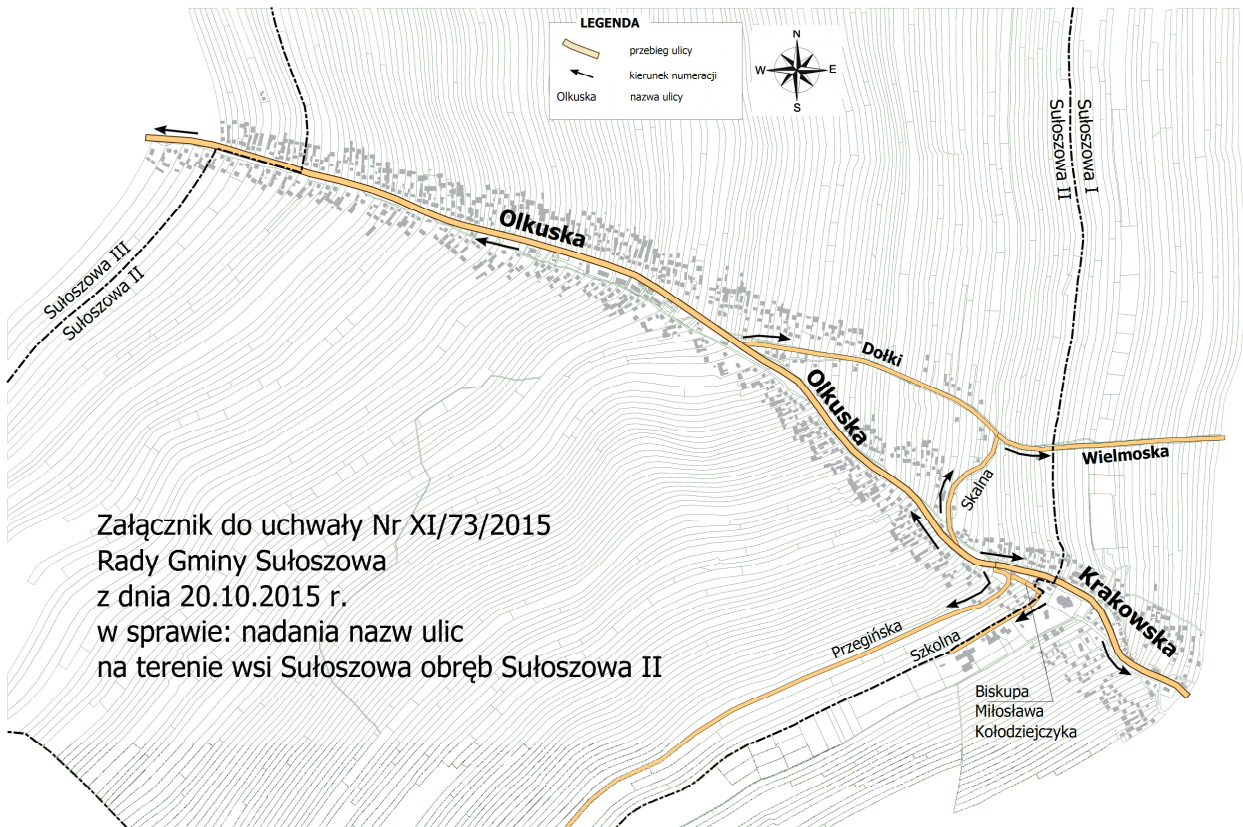 LEGENDA
przebieg ulicy
kierunek numeracji
Olkuska nazwa ulicy
N
W E
S
Sułoszowa II
Sułoszowa I
Olkuska
Sułoszowa III
Sułoszowa II
Dołki
Olkuska
Wielmoska
Skalna
Załącznik do uchwały Nr XI/73/2015
Rady Gminy Sułoszowa
z dnia 20.10.2015 r.
w sprawie: nadania nazw ulic
na terenie wsi Sułoszowa obręb Sułoszowa II
Krakowska
Przegińska
Szkolna
Biskupa
Miłosława
Kołodziejczyka